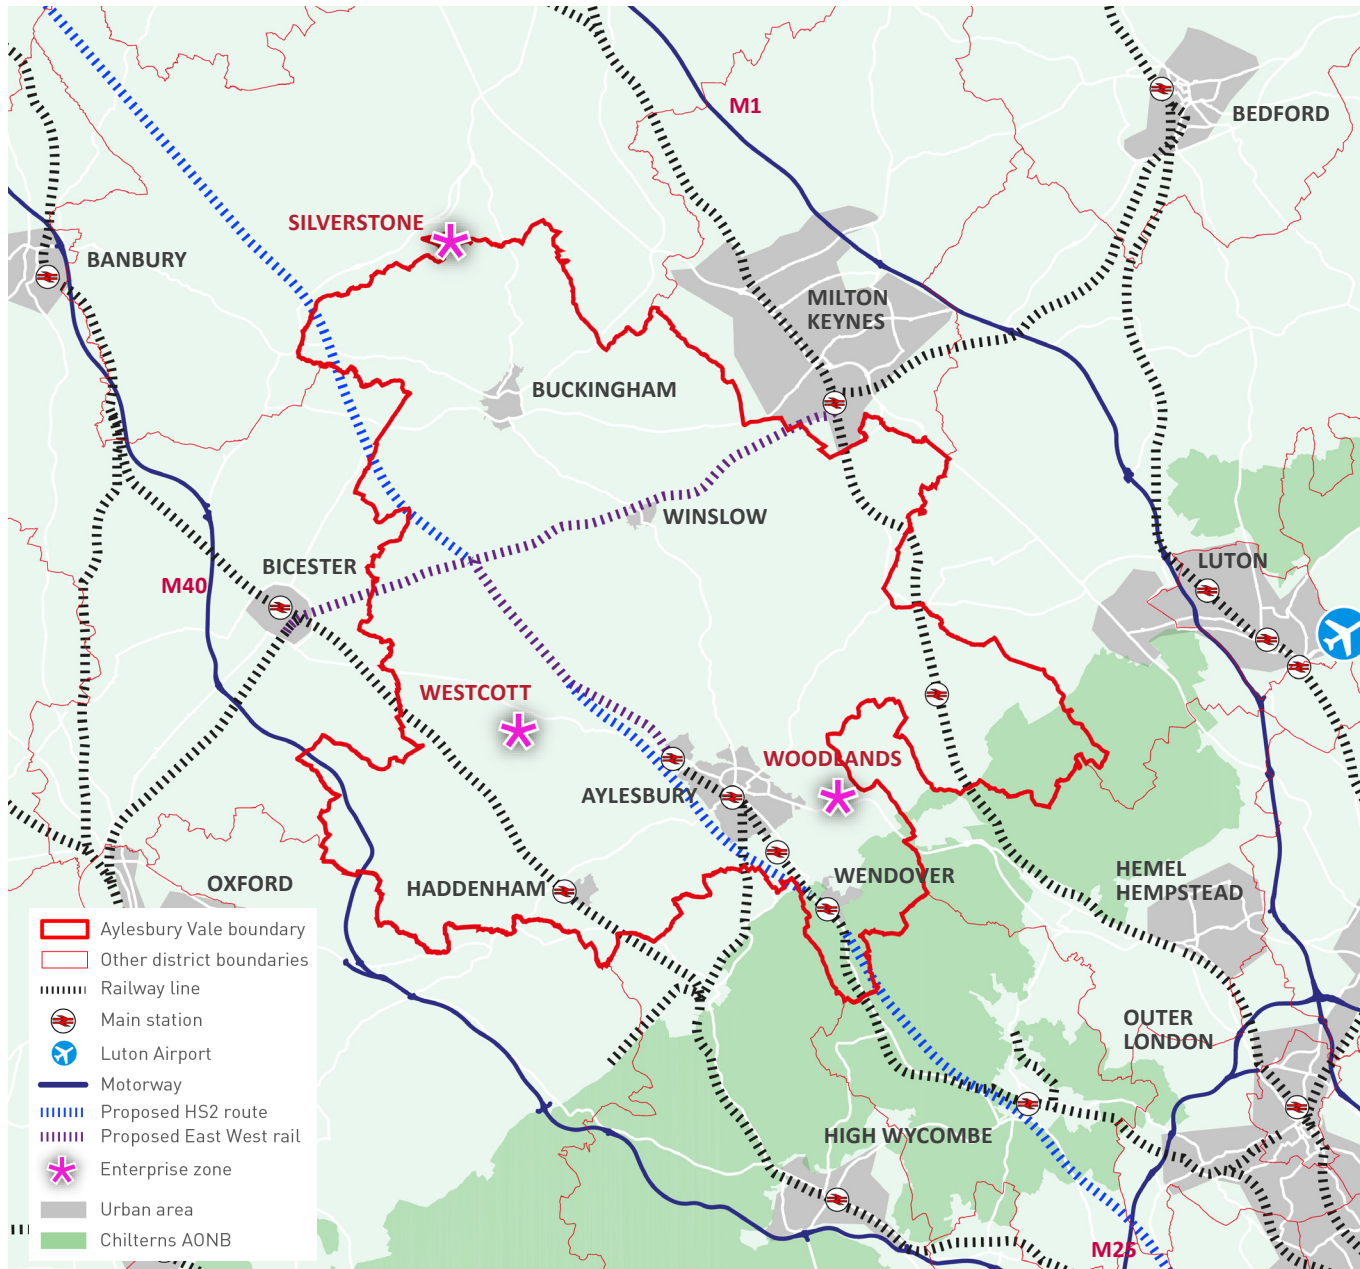 M1
BEDFORD
SILVERSTONE
BANBURY
MILTON
KEYNES
BUCKINGHAM
WINSLOW
BICESTER
M40
LUTON
WESTCOTT
WOODLANDS
AYLESBURY
WENDOVER
HADDENHAM
OXFORD
HEMEL
HEMPSTEAD
OUTER
LONDON
HIGH WYCOMBE
M25
Aylesbury Vale boundary
Other district boundaries
Railway line
Main station
Luton Airport
Motorway
Proposed HS2 route
Proposed East West rail
Enterprise zone
Urban area
Chilterns AONB